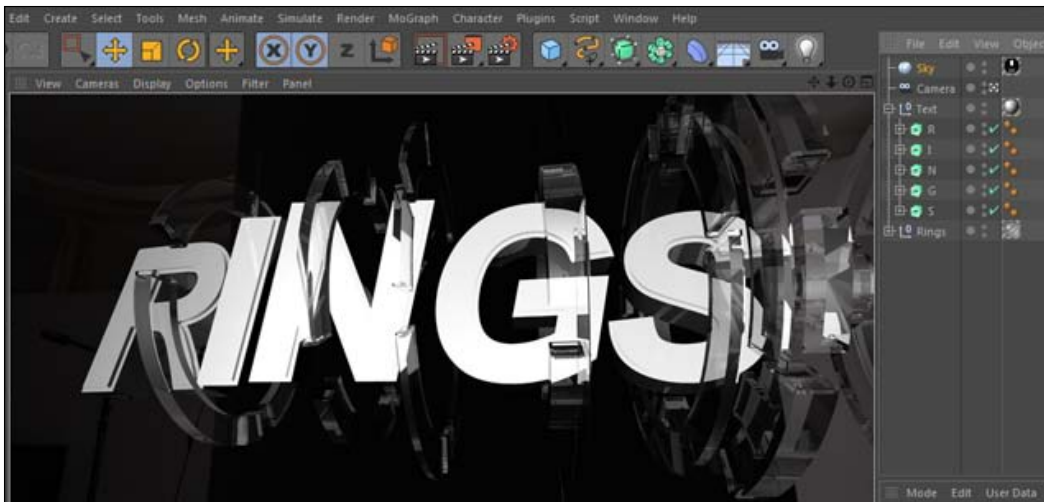 Edit Create Select Tools Mesh Animate Simulate Render MoGraph Character Plugins Script Window Help
X Y Z
File Edit View Objec
View Cameras Display Options Filter Panel
Sky
Camera
Text
R
I
N
G
S
Rings
RINGS
Mode Edit User Data